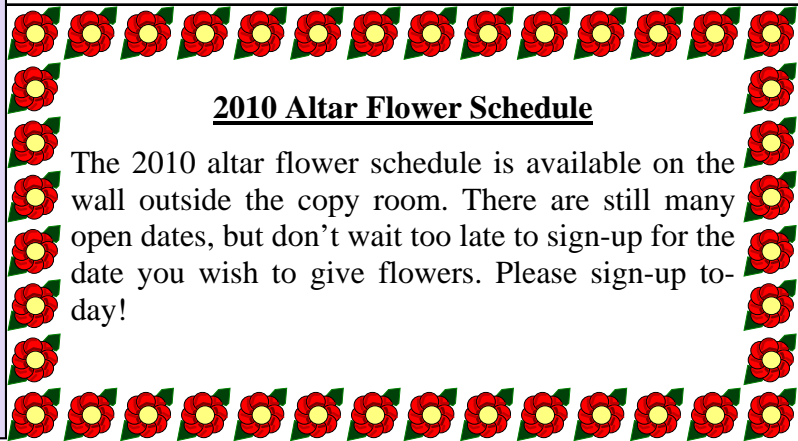 2010 Altar Flower Schedule
The 2010 altar flower schedule is available on the
wall outside the copy room. There are still many
open dates, but don’t wait too late to sign-up for the
date you wish to give flowers. Please sign-up to-
day!